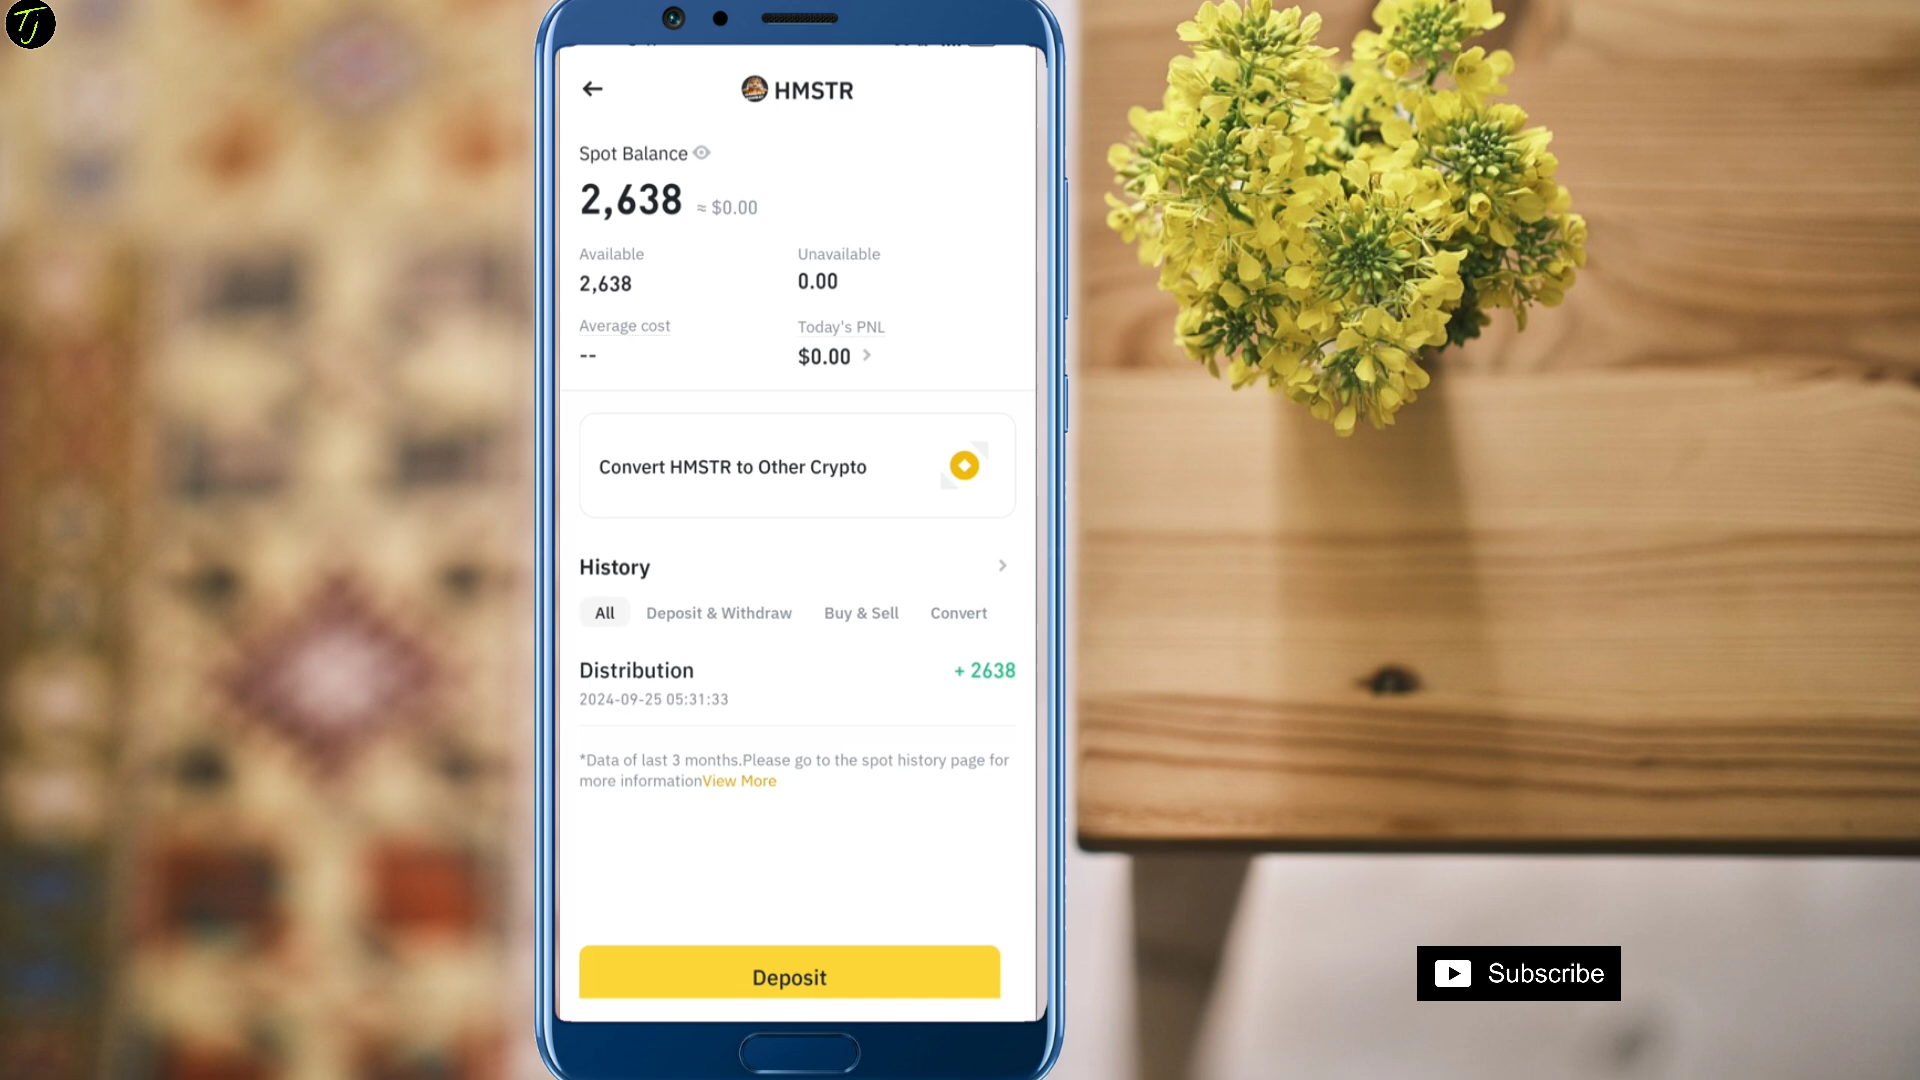 Tj
HMSTR
Spot Balance
2,638 ≈ $0.00
Available Unavailable
2,638 0.00
Average cost Today's PNL
-- $0.00
Convert HMSTR to Other Crypto
History
All Deposit & Withdraw Buy & Sell Convert
Distribution + 2638
2024-09-25 05:31:33
*Data of last 3 months.Please go to the spot history page for
more informationView More
Deposit
Subscribe